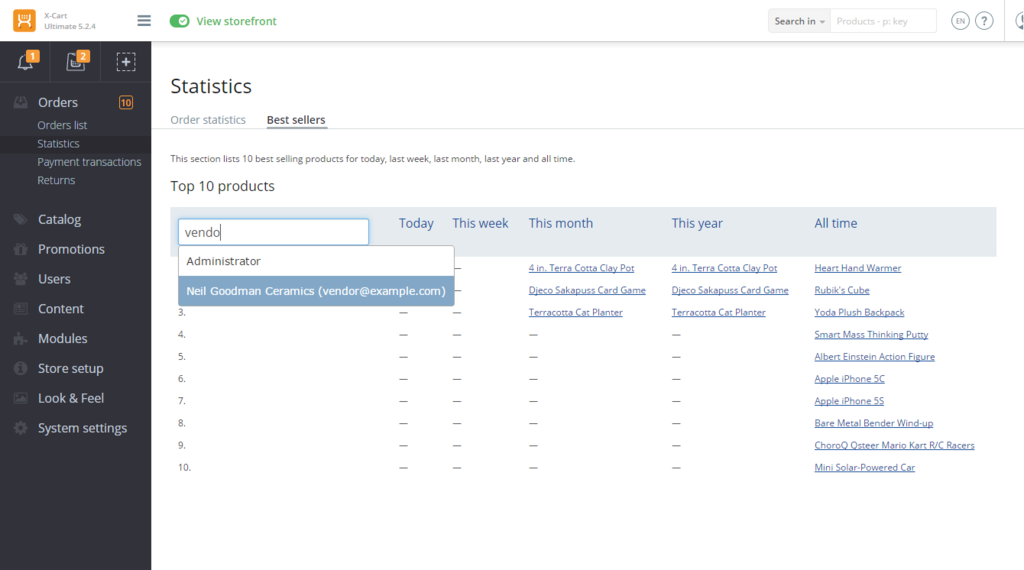 X-Cart
Ultimate 5.2.4
View storefront
Search in
Products - p: key
EN
?
1
2
Orders
10
Orders list
Statistics
Payment transactions
Returns
Catalog
Promotions
Users
Content
Modules
Store setup
Look & Feel
System settings
Statistics
Order statistics Best sellers
This section lists 10 best selling products for today, last week, last month, last year and all time.
Top 10 products
vendo Today This week This month This year All time
Administrator
Neil Goodman Ceramics (vendor@example.com)
— 4 in. Terra Cotta Clay Pot 4 in. Terra Cotta Clay Pot Heart Hand Warmer
— Djeco Sakapuss Card Game Djeco Sakapuss Card Game Rubik's Cube
3. — — Terracotta Cat Planter Terracotta Cat Planter Yoda Plush Backpack
4. — — — — Smart Mass Thinking Putty
5. — — — — Albert Einstein Action Figure
6. — — — — Apple iPhone 5C
7. — — — — Apple iPhone 5S
8. — — — — Bare Metal Bender Wind-up
9. — — — — ChoroQ Qsteer Mario Kart R/C Racers
10. — — — — Mini Solar-Powered Car